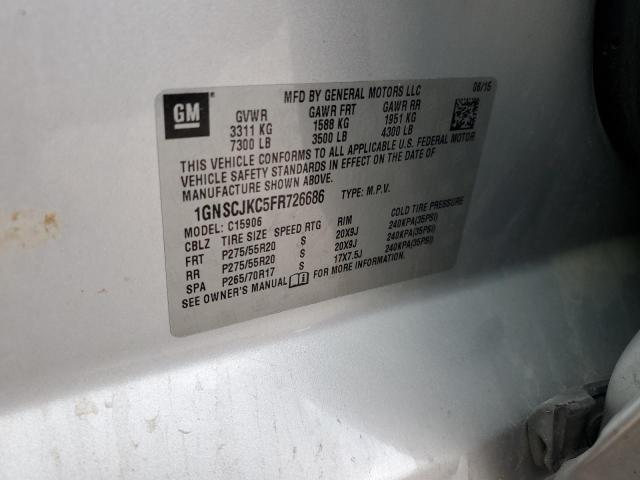 GM
MFD BY GENERAL MOTORS LLC 08/15
GVWR GAWR FRT GAWR RR
3311 KG 1588 KG 1951 KG
7300 LB 3500 LB 4300 LB
THIS VEHICLE CONFORMS TO ALL APPLICABLE U.S. FEDERAL MOTOR
VEHICLE SAFETY STANDARDS IN EFFECT ON THE DATE OF
MANUFACTURE SHOWN ABOVE.
1GNSCJKC5FR726686 TYPE: M.P.V.
MODEL: C15906
CBLZ TIRE SIZE SPEED RTG RIM COLD TIRE PRESSURE
FRT P275/55R20 S 20X9J 240KPA(35PSI)
RR P275/55R20 S 20X9J 240KPA(35PSI)
SPA P265/70R17 S 17X7.5J 240KPA(35PSI)
SEE OWNER'S MANUAL FOR MORE INFORMATION.